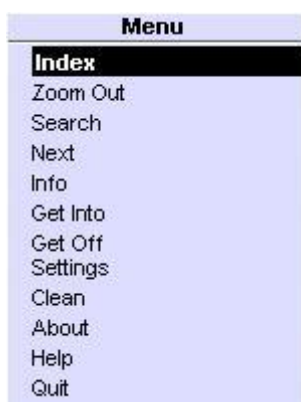 Menu
Index
Zoom Out
Search
Next
Info
Get Into
Get Off
Settings
Clean
About
Help
Quit